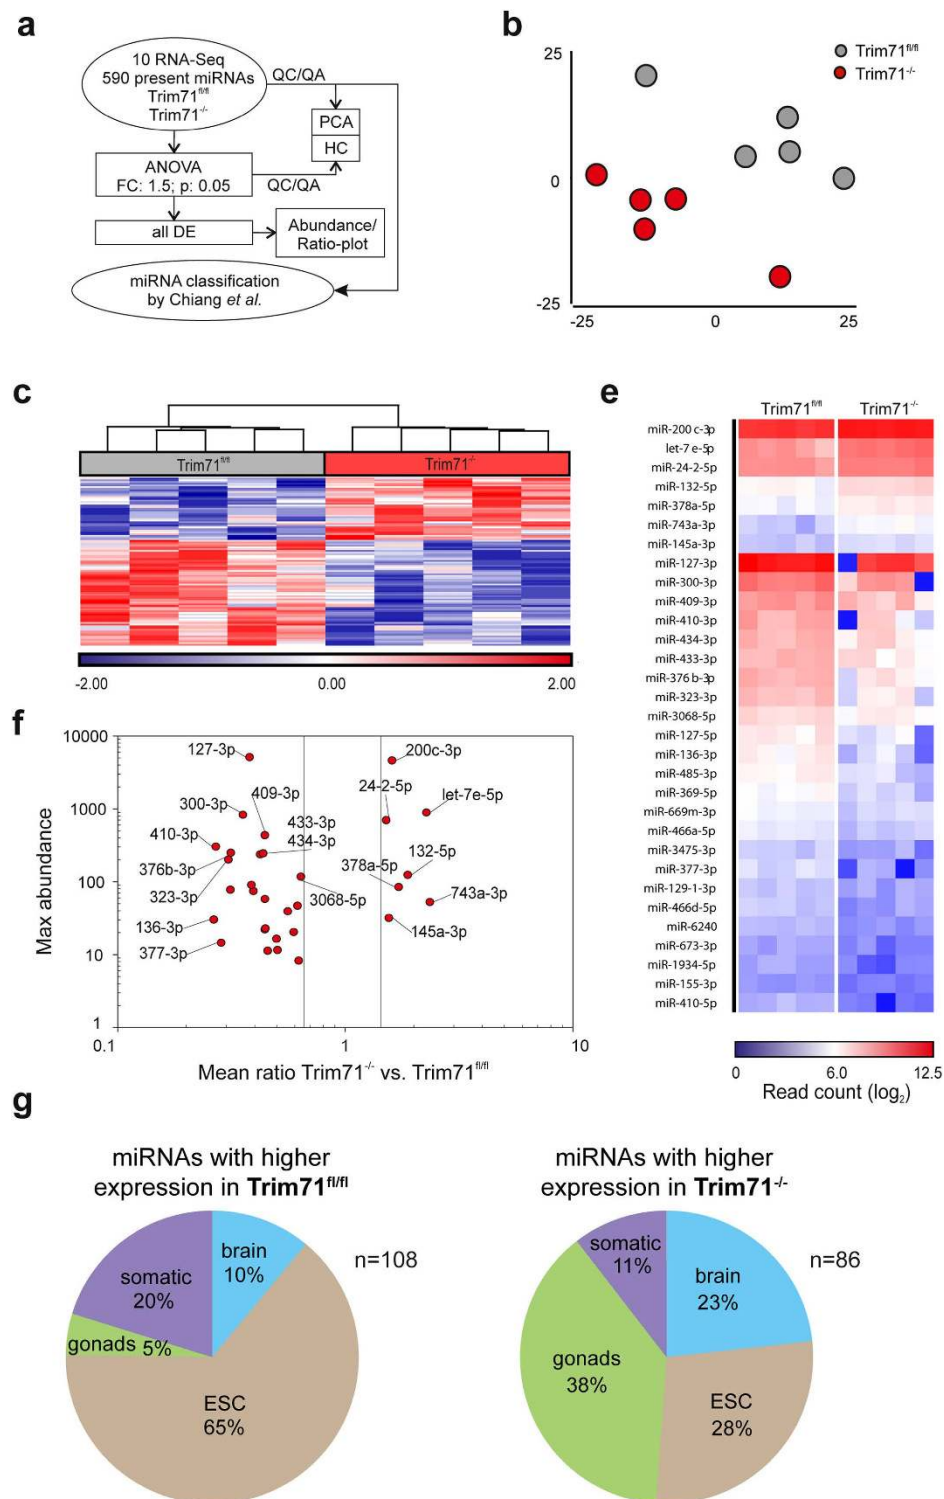 a
10 RNA-Seq
590 present miRNAs
Trim71fl/fl
Trim71-/-
QC/QA
PCA
HC
ANOVA
FC: 1.5; p: 0.05
QC/QA
all DE
Abundance/
Ratio-plot
miRNA classification
by Chiang et al.
b
25
0
-25
-25
0
25
Trim71fl/fl
Trim71-/-
c
Trim71fl/fl
Trim71-/-
-2.00
0.00
2.00
e
Trim71fl/fl
Trim71-/-
miR-200 c-3p
let-7 e-5p
miR-24-2-5p
miR-132-5p
miR-378a-5p
miR-743a-3p
miR-145a-3p
miR-127-3p
miR-300-3p
miR-409-3p
miR-410-3p
miR-434-3p
miR-433-3p
miR-376 b-3p
miR-323-3p
miR-3068-5p
miR-127-5p
miR-136-3p
miR-485-3p
miR-369-5p
miR-669m-3p
miR-466a-5p
miR-3475-3p
miR-377-3p
miR-129-1-3p
miR-466d-5p
miR-6240
miR-673-3p
miR-1934-5p
miR-155-3p
miR-410-5p
0
6.0
12.5
Read count (log2)
f
Max abundance
10000
1000
100
10
1
0.1
1
10
Mean ratio Trim71-/- vs. Trim71fl/fl
127-3p
300-3p
409-3p
410-3p
433-3p
434-3p
376b-3p
323-3p
3068-5p
136-3p
377-3p
200c-3p
24-2-5p
let-7e-5p
378a-5p
132-5p
743a-3p
145a-3p
g
miRNAs with higher
expression in Trim71fl/fl
n=108
brain
10%
somatic
20%
gonads 5%
ESC
65%
miRNAs with higher
expression in Trim71-/-
n=86
somatic
11%
brain
23%
gonads
38%
ESC
28%